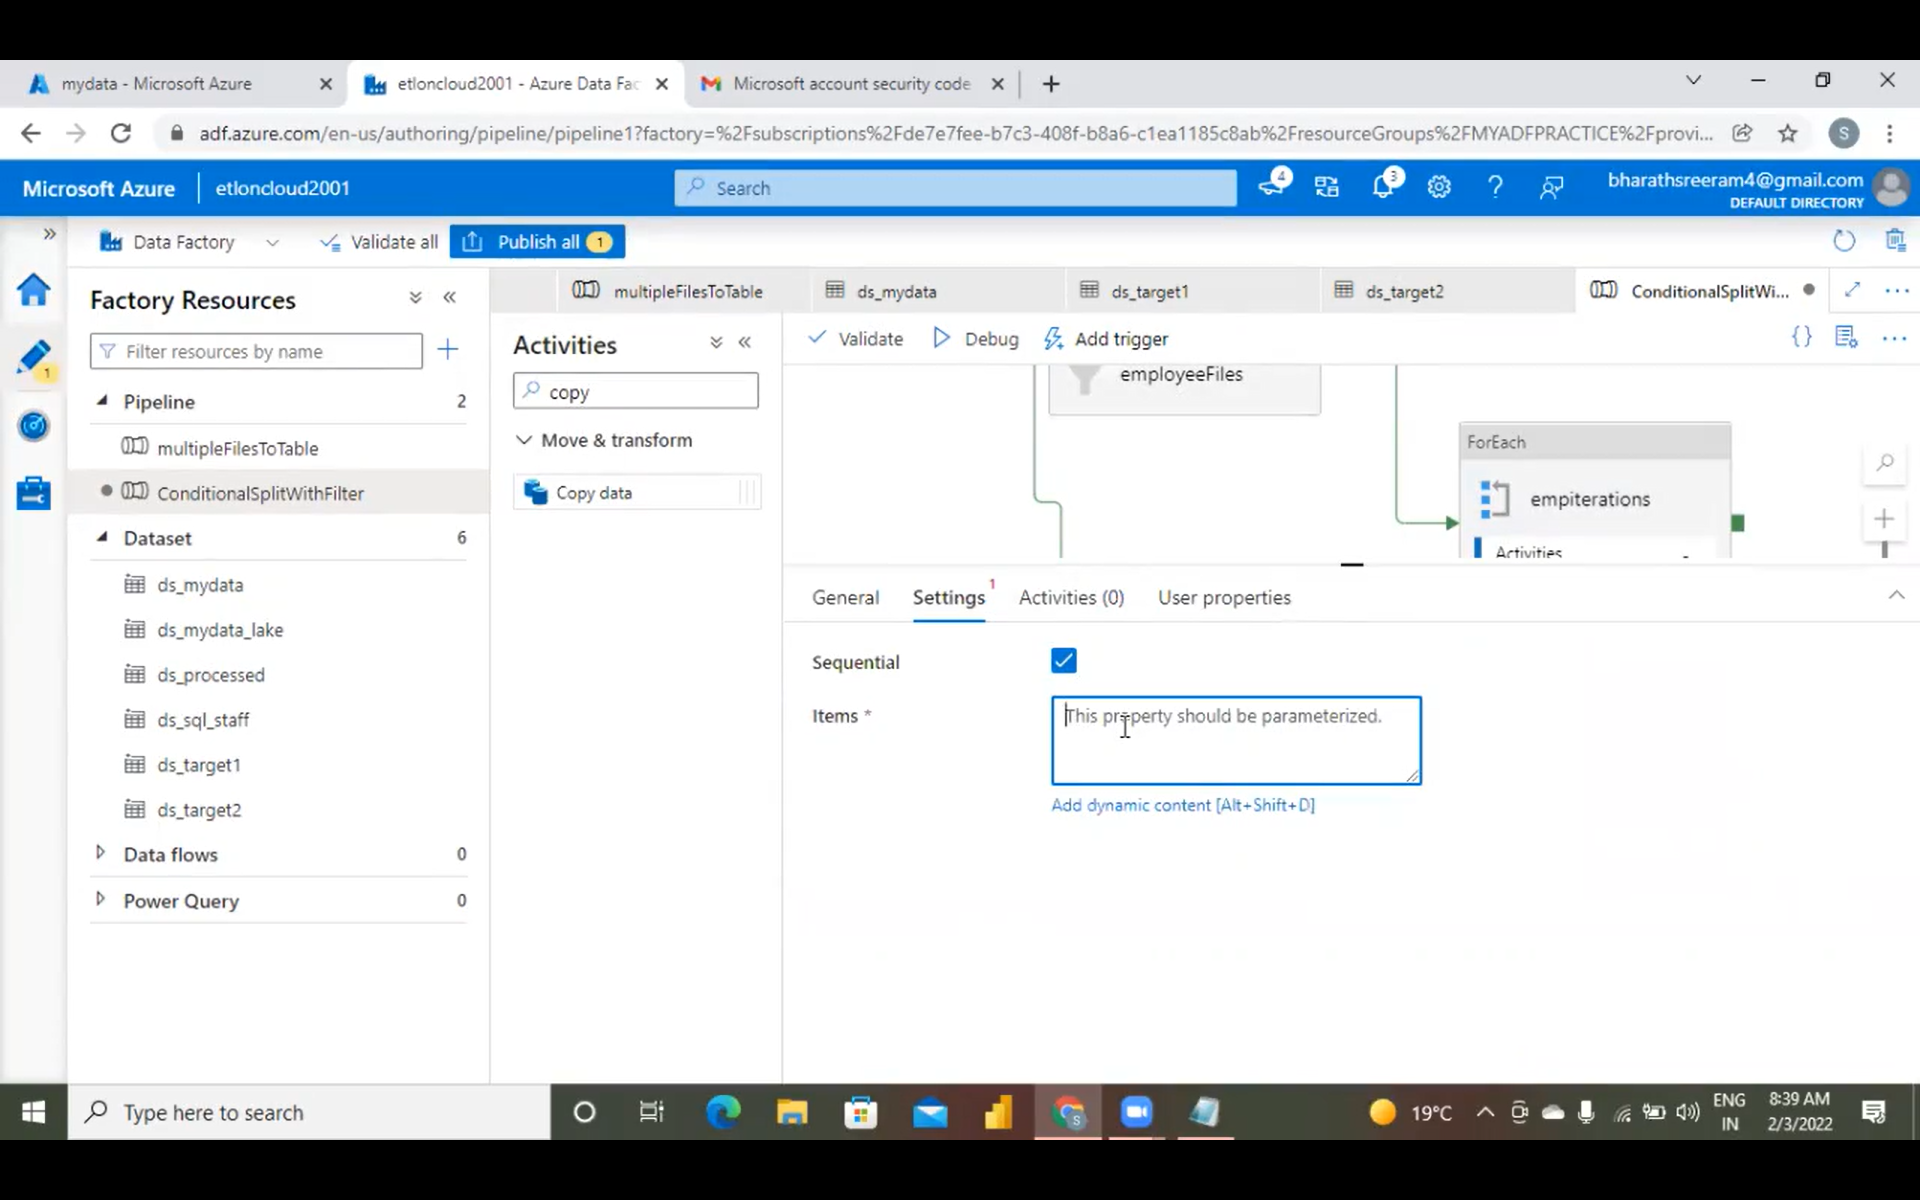 mydata - Microsoft Azure
etloncloud2001 - Azure Data Fac
Microsoft account security code
adf.azure.com/en-us/authoring/pipeline/pipeline1?factory=%2Fsubscriptions%2Fde7e7fee-b7c3-408f-b8a6-c1ea1185c8ab%2FresourceGroups%2FMYADFPRACTICE%2Fprovi...
S
Microsoft Azure
etloncloud2001
Search
4
3
bharathsreeram4@gmail.com
DEFAULT DIRECTORY
Data Factory
Validate all
Publish all 1
Factory Resources
multipleFilesToTable
ds_mydata
ds_target1
ds_target2
ConditionalSplitWi...
Filter resources by name
1
Pipeline 2
multipleFilesToTable
ConditionalSplitWithFilter
Dataset 6
ds_mydata
ds_mydata_lake
ds_processed
ds_sql_staff
ds_target1
ds_target2
Data flows 0
Power Query 0
Activities
copy
Move & transform
Copy data
Validate
Debug
Add trigger
employeeFiles
ForEach
empiterations
Activities
General
Settings 1
Activities (0)
User properties
Sequential
Items *
This property should be parameterized.
Add dynamic content [Alt+Shift+D]
Type here to search
S
19°C
ENG
IN
8:39 AM
2/3/2022